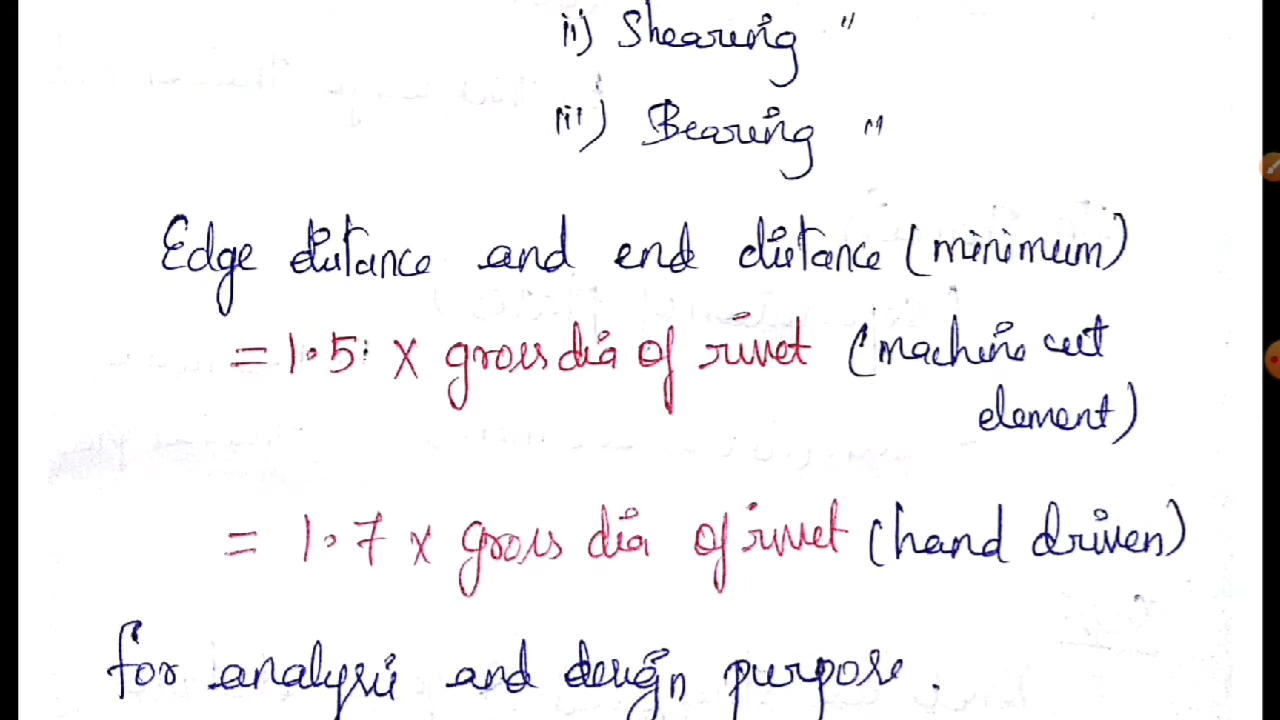 ii) Shearing "
iii) Bearing "
Edge distance and end distance (minimum)
= 1.5 × gross dia of rivet (machine cut
element)
= 1.7 × gross dia of rivet (hand driven)
for analysis and design purpose.